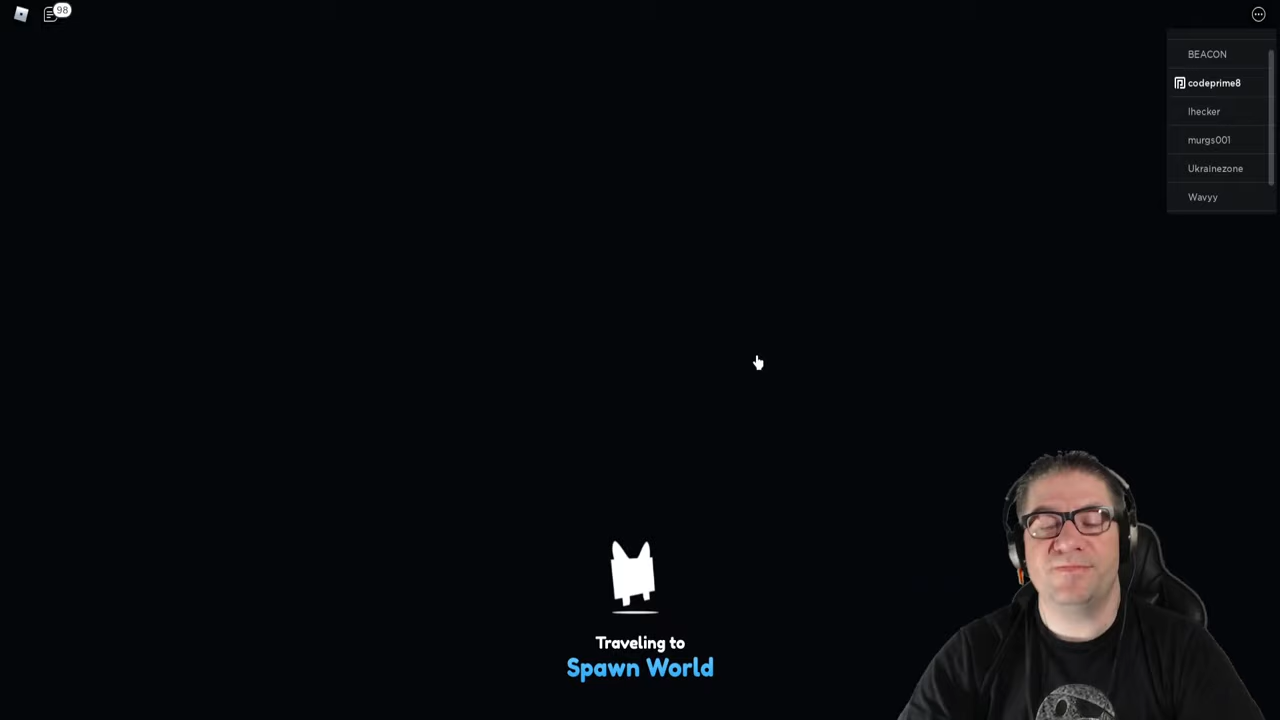 98
BEACON
codeprime8
Ihecker
murgs001
Ukrainezone
Wavyy
Traveling to
Spawn World